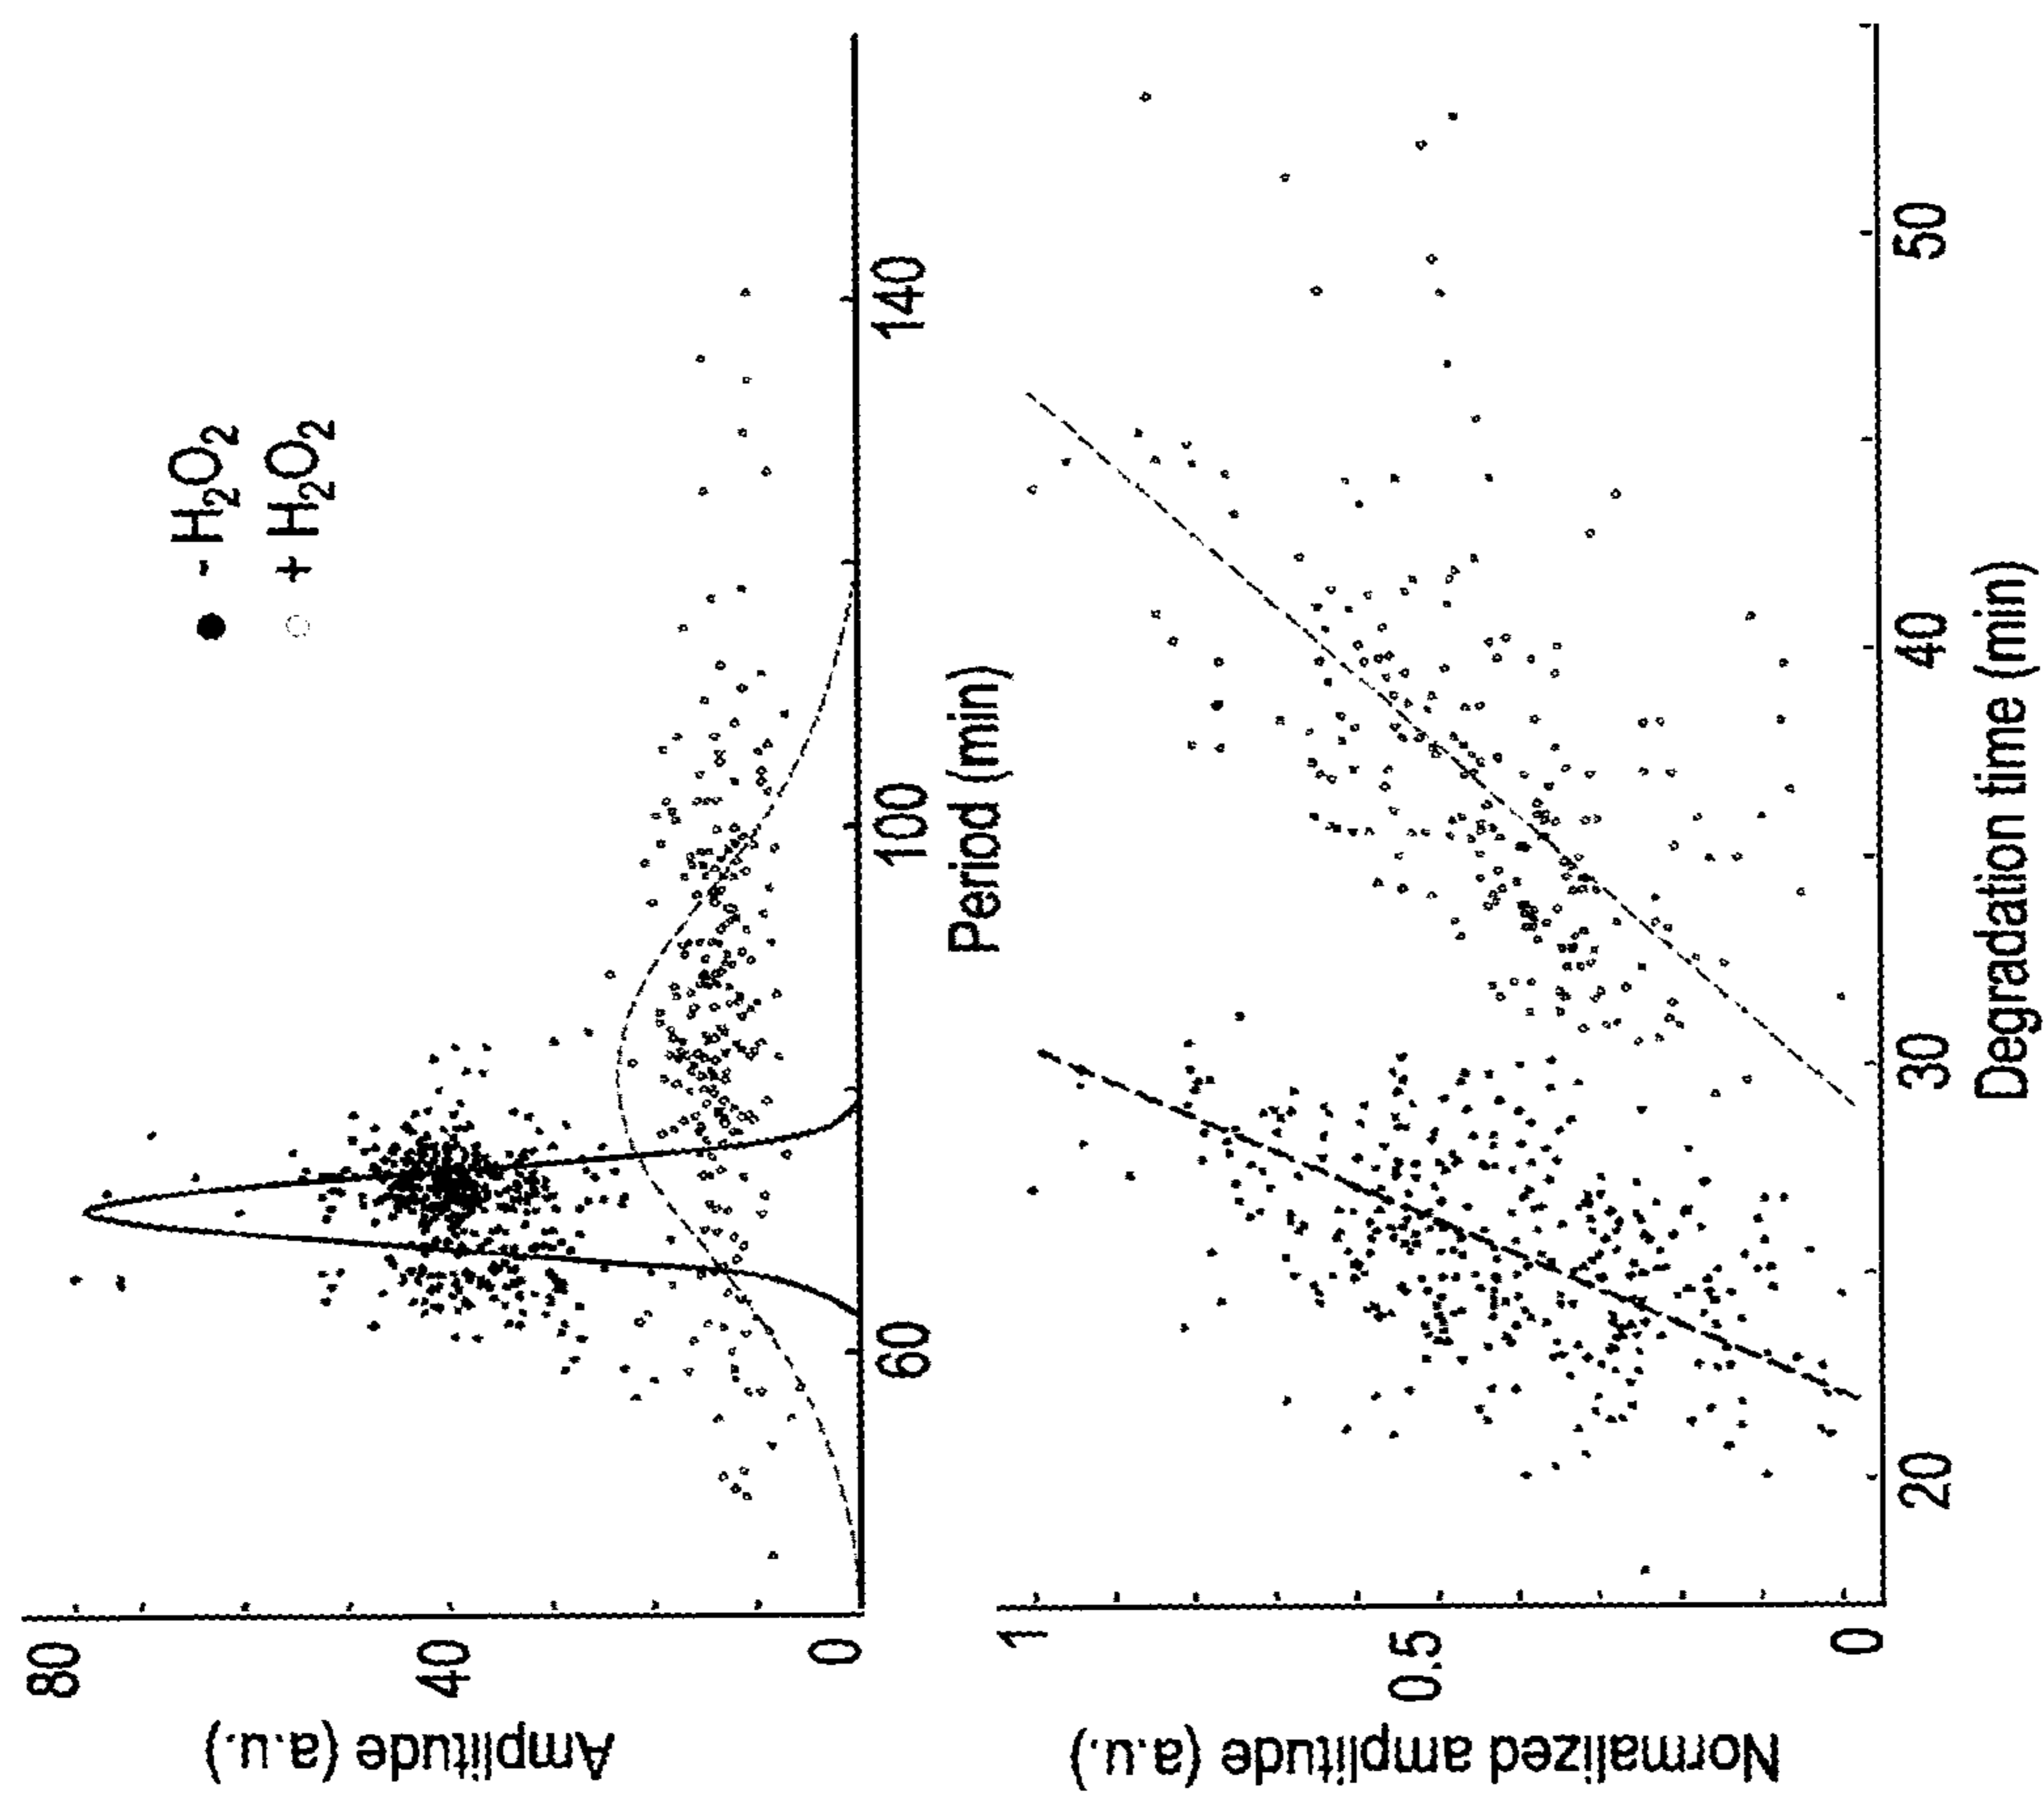 Amplitude (a.u.)
80
40
0
● - H₂O₂
○ + H₂O₂
60
100
140
Period (min)
Normalized amplitude (a.u.)
1
0.5
0
20
30
40
50
Degradation time (min)